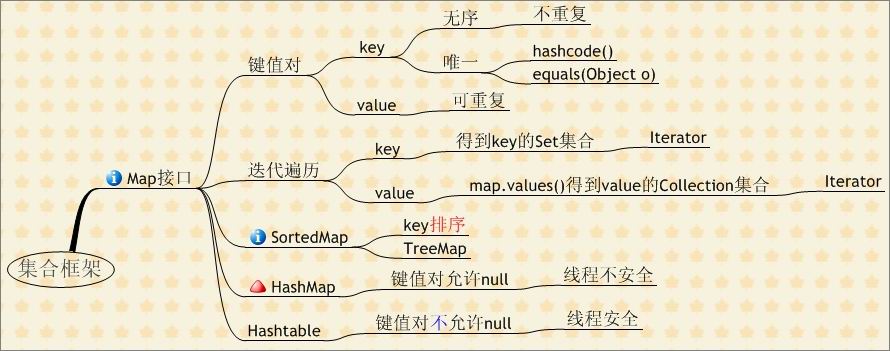 集合框架
Map接口
键值对
key
无序
不重复
唯一
hashcode()
equals(Object o)
value
可重复
迭代遍历
key
得到key的Set集合
Iterator
value
map.values()得到value的Collection集合
Iterator
SortedMap
key排序
TreeMap
HashMap
键值对允许null
线程不安全
Hashtable
键值对不允许null
线程安全